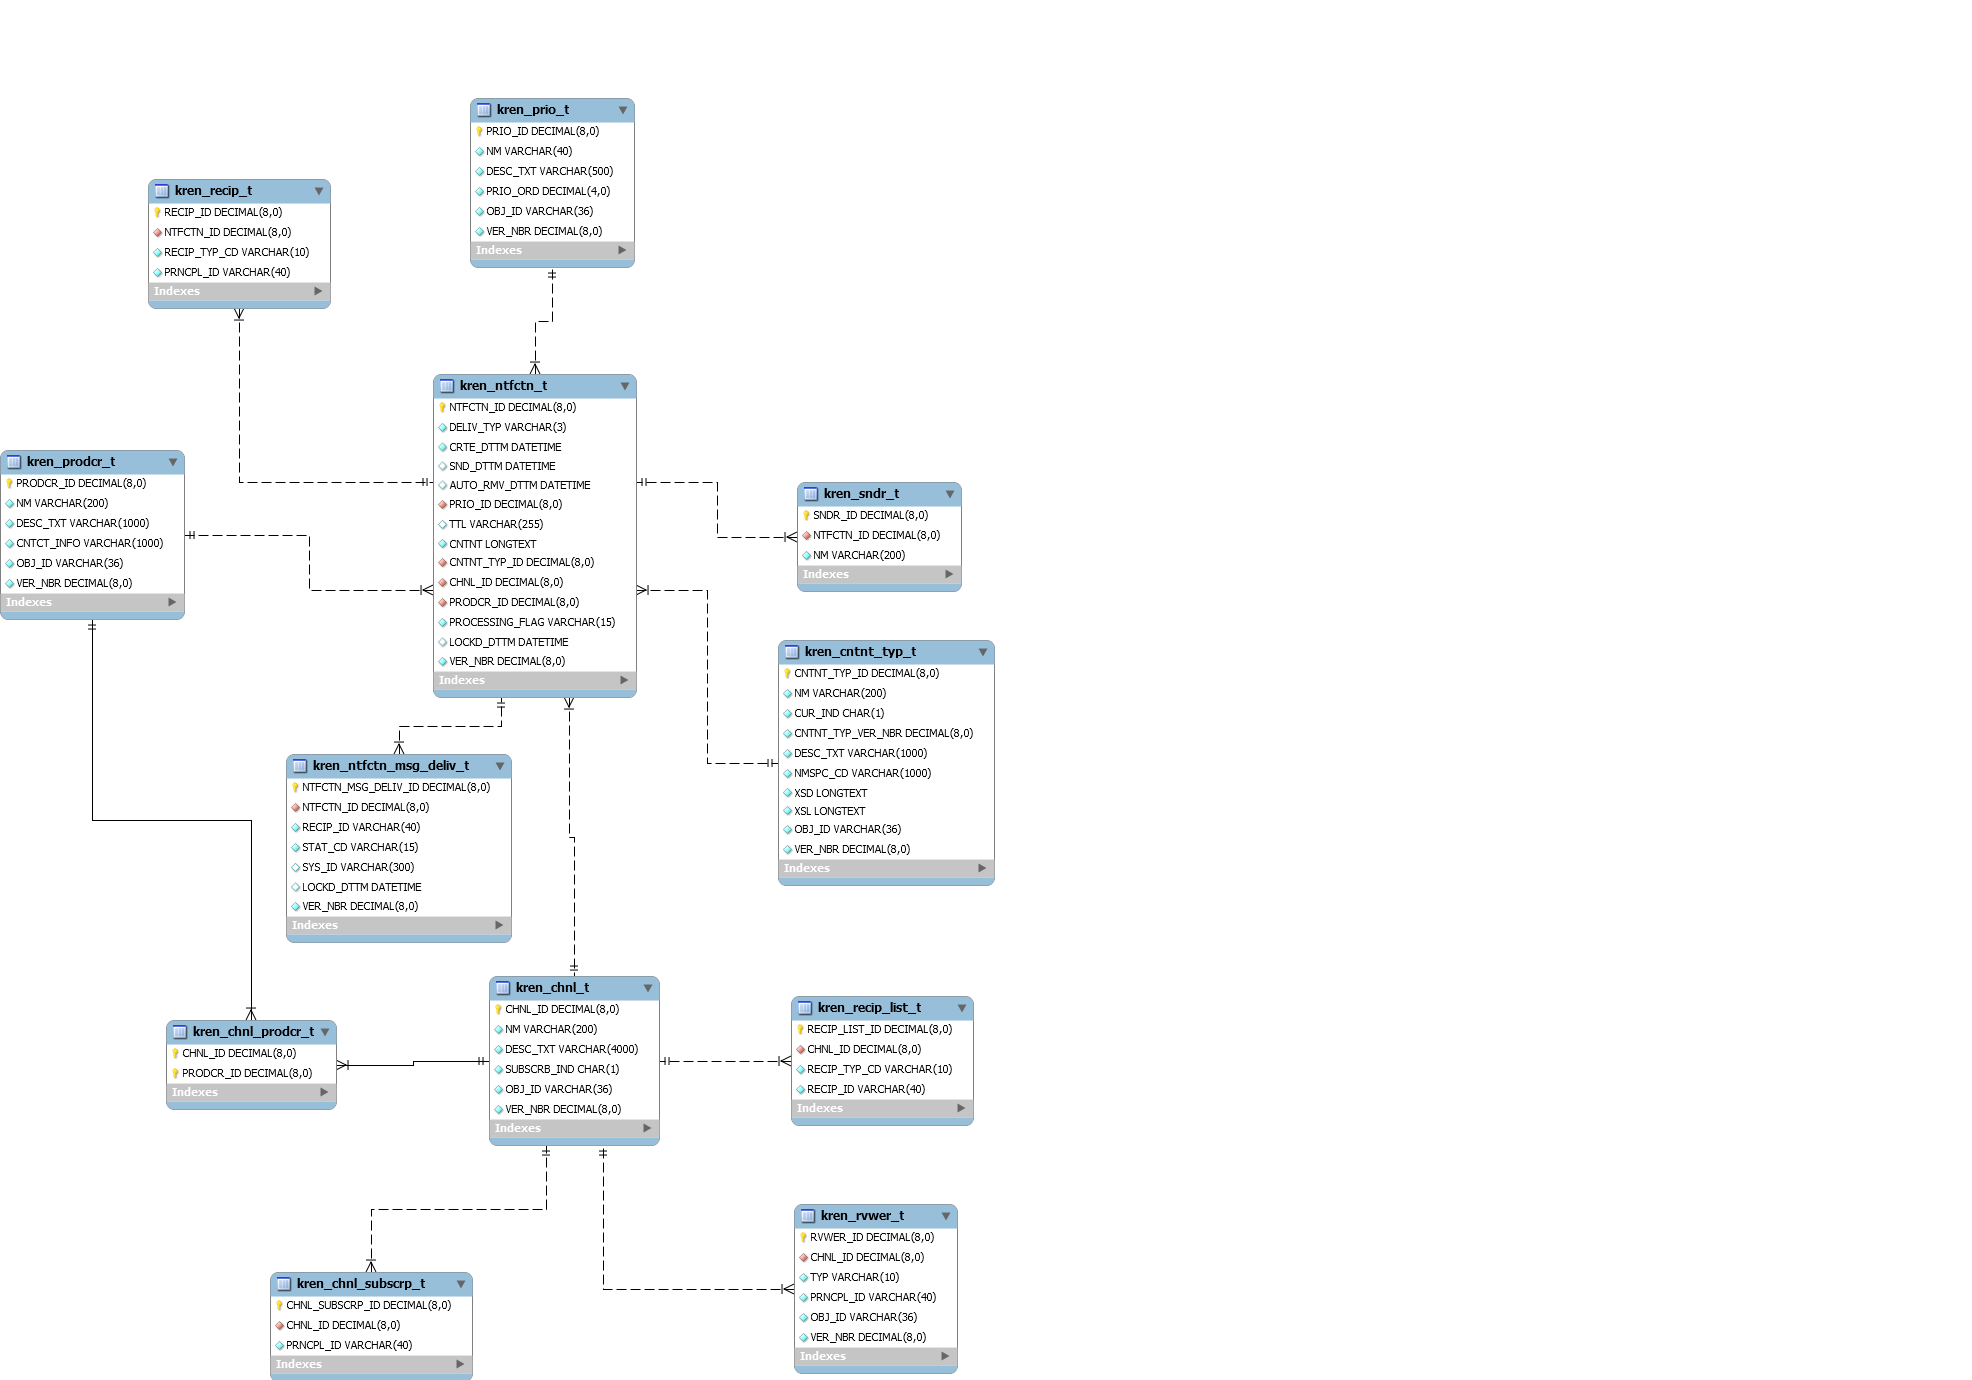 kren_prio_t
PRIO_ID DECIMAL(8,0)
NM VARCHAR(40)
DESC_TXT VARCHAR(500)
PRIO_ORD DECIMAL(4,0)
OBJ_ID VARCHAR(36)
VER_NBR DECIMAL(8,0)
Indexes
kren_recip_t
RECIP_ID DECIMAL(8,0)
NTFCTN_ID DECIMAL(8,0)
RECIP_TYP_CD VARCHAR(10)
PRNCPL_ID VARCHAR(40)
Indexes
kren_ntfctn_t
NTFCTN_ID DECIMAL(8,0)
DELIV_TYP VARCHAR(3)
CRTE_DTTM DATETIME
SND_DTTM DATETIME
AUTO_RMV_DTTM DATETIME
PRIO_ID DECIMAL(8,0)
TTL VARCHAR(255)
CNTNT LONGTEXT
CNTNT_TYP_ID DECIMAL(8,0)
CHNL_ID DECIMAL(8,0)
PRODCR_ID DECIMAL(8,0)
PROCESSING_FLAG VARCHAR(15)
LOCKD_DTTM DATETIME
VER_NBR DECIMAL(8,0)
Indexes
kren_prodcr_t
PRODCR_ID DECIMAL(8,0)
NM VARCHAR(200)
DESC_TXT VARCHAR(1000)
CNTCT_INFO VARCHAR(1000)
OBJ_ID VARCHAR(36)
VER_NBR DECIMAL(8,0)
Indexes
kren_sndr_t
SNDR_ID DECIMAL(8,0)
NTFCTN_ID DECIMAL(8,0)
NM VARCHAR(200)
Indexes
kren_cntnt_typ_t
CNTNT_TYP_ID DECIMAL(8,0)
NM VARCHAR(200)
CUR_IND CHAR(1)
CNTNT_TYP_VER_NBR DECIMAL(8,0)
DESC_TXT VARCHAR(1000)
NMSPC_CD VARCHAR(1000)
XSD LONGTEXT
XSL LONGTEXT
OBJ_ID VARCHAR(36)
VER_NBR DECIMAL(8,0)
Indexes
kren_ntfctn_msg_deliv_t
NTFCTN_MSG_DELIV_ID DECIMAL(8,0)
NTFCTN_ID DECIMAL(8,0)
RECIP_ID VARCHAR(40)
STAT_CD VARCHAR(15)
SYS_ID VARCHAR(300)
LOCKD_DTTM DATETIME
VER_NBR DECIMAL(8,0)
Indexes
kren_chnl_t
CHNL_ID DECIMAL(8,0)
NM VARCHAR(200)
DESC_TXT VARCHAR(4000)
SUBSCRB_IND CHAR(1)
OBJ_ID VARCHAR(36)
VER_NBR DECIMAL(8,0)
Indexes
kren_recip_list_t
RECIP_LIST_ID DECIMAL(8,0)
CHNL_ID DECIMAL(8,0)
RECIP_TYP_CD VARCHAR(10)
RECIP_ID VARCHAR(40)
Indexes
kren_chnl_prodcr_t
CHNL_ID DECIMAL(8,0)
PRODCR_ID DECIMAL(8,0)
Indexes
kren_rvwer_t
RVWER_ID DECIMAL(8,0)
CHNL_ID DECIMAL(8,0)
TYP VARCHAR(10)
PRNCPL_ID VARCHAR(40)
OBJ_ID VARCHAR(36)
VER_NBR DECIMAL(8,0)
Indexes
kren_chnl_subscrp_t
CHNL_SUBSCRP_ID DECIMAL(8,0)
CHNL_ID DECIMAL(8,0)
PRNCPL_ID VARCHAR(40)
Indexes